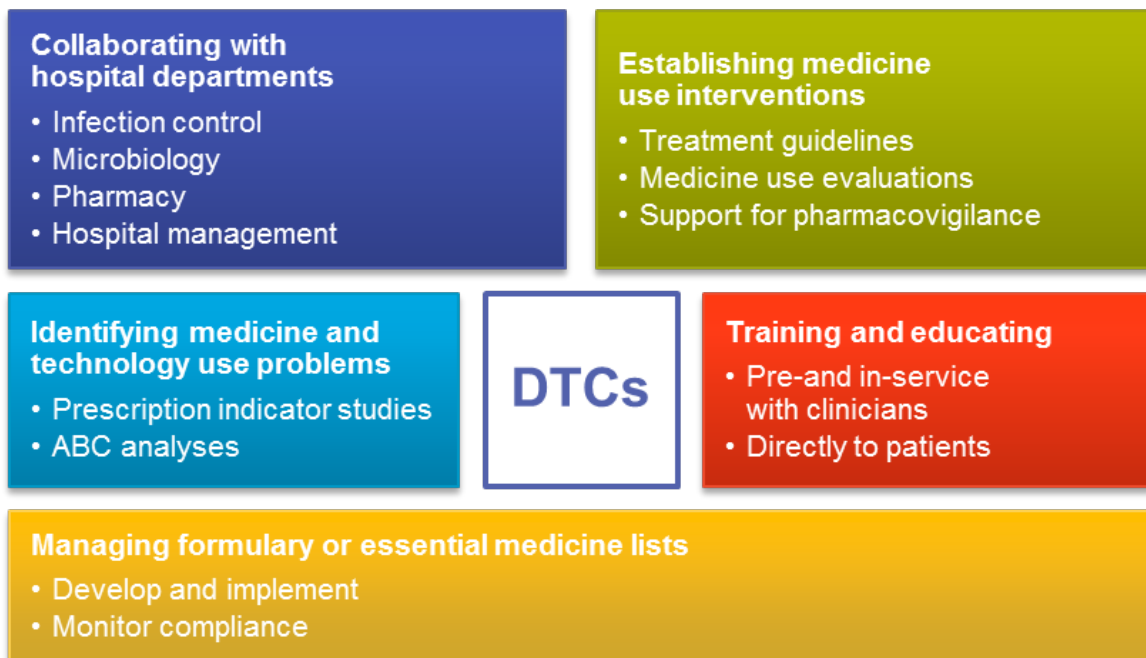 Collaborating with
hospital departments
• Infection control
• Microbiology
• Pharmacy
• Hospital management
Establishing medicine
use interventions
• Treatment guidelines
• Medicine use evaluations
• Support for pharmacovigilance
Identifying medicine and
technology use problems
• Prescription indicator studies
• ABC analyses
DTCs
Training and educating
• Pre-and in-service
with clinicians
• Directly to patients
Managing formulary or essential medicine lists
• Develop and implement
• Monitor compliance